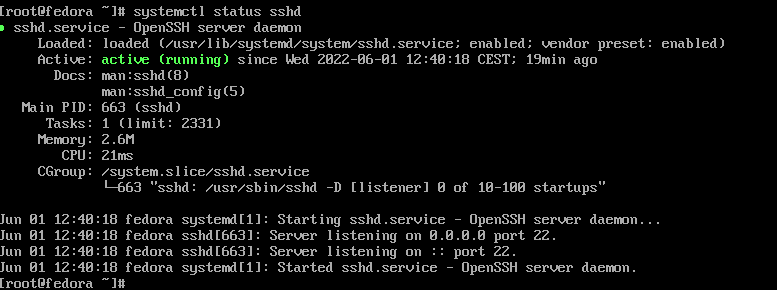 [root@fedora ~]# systemctl status sshd
● sshd.service - OpenSSH server daemon
Loaded: loaded (/usr/lib/systemd/system/sshd.service; enabled; vendor preset: enabled)
Active: active (running) since Wed 2022-06-01 12:40:18 CEST; 19min ago
Docs: man:sshd(8)
man:sshd_config(5)
Main PID: 663 (sshd)
Tasks: 1 (limit: 2331)
Memory: 2.6M
CPU: 21ms
CGroup: /system.slice/sshd.service
└─663 "sshd: /usr/sbin/sshd -D [listener] 0 of 10-100 startups"
Jun 01 12:40:18 fedora systemd[1]: Starting sshd.service - OpenSSH server daemon...
Jun 01 12:40:18 fedora sshd[663]: Server listening on 0.0.0.0 port 22.
Jun 01 12:40:18 fedora sshd[663]: Server listening on :: port 22.
Jun 01 12:40:18 fedora systemd[1]: Started sshd.service - OpenSSH server daemon.
[root@fedora ~]#